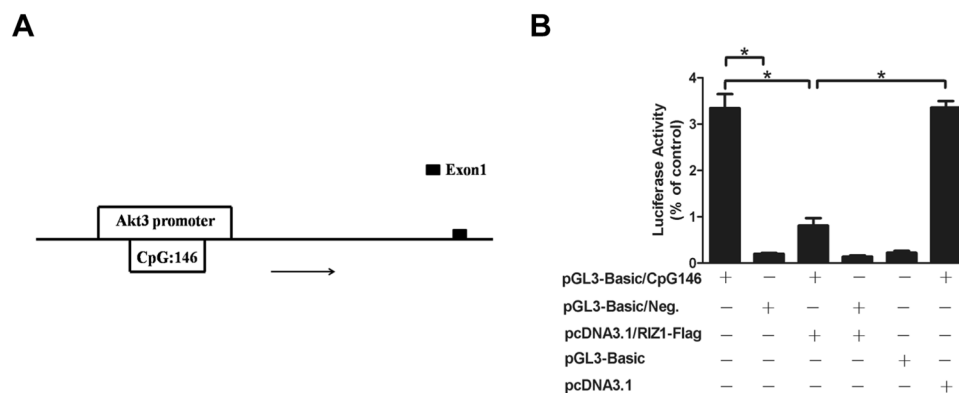 A
Exon1
Akt3 promoter
CpG:146
B
Luciferase Activity
(% of control)
4
3
2
1
0
* * *
pGL3-Basic/CpG146 + − + − − +
pGL3-Basic/Neg. − + − + − −
pcDNA3.1/RIZ1-Flag − − + + − −
pGL3-Basic − − − − + −
pcDNA3.1 − − − − − +